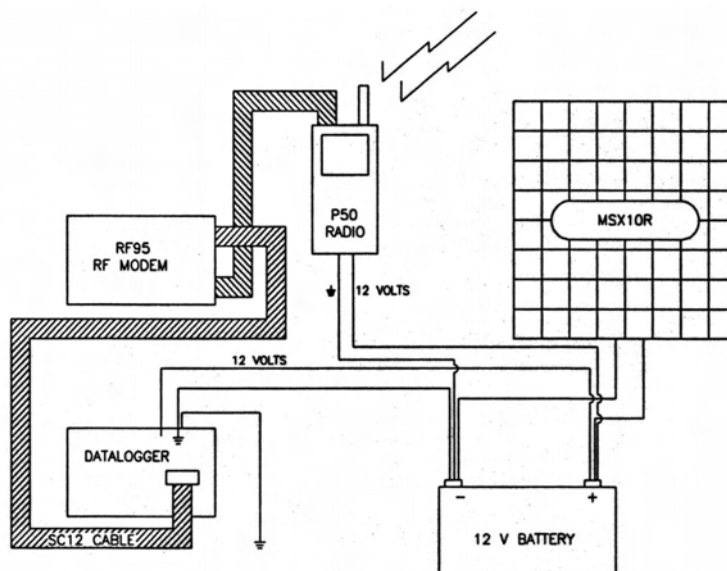 P50
RADIO
MSX10R
RF95
RF MODEM
12 VOLTS
12 VOLTS
DATALOGGER
SC12 CABLE
- +
12 V BATTERY